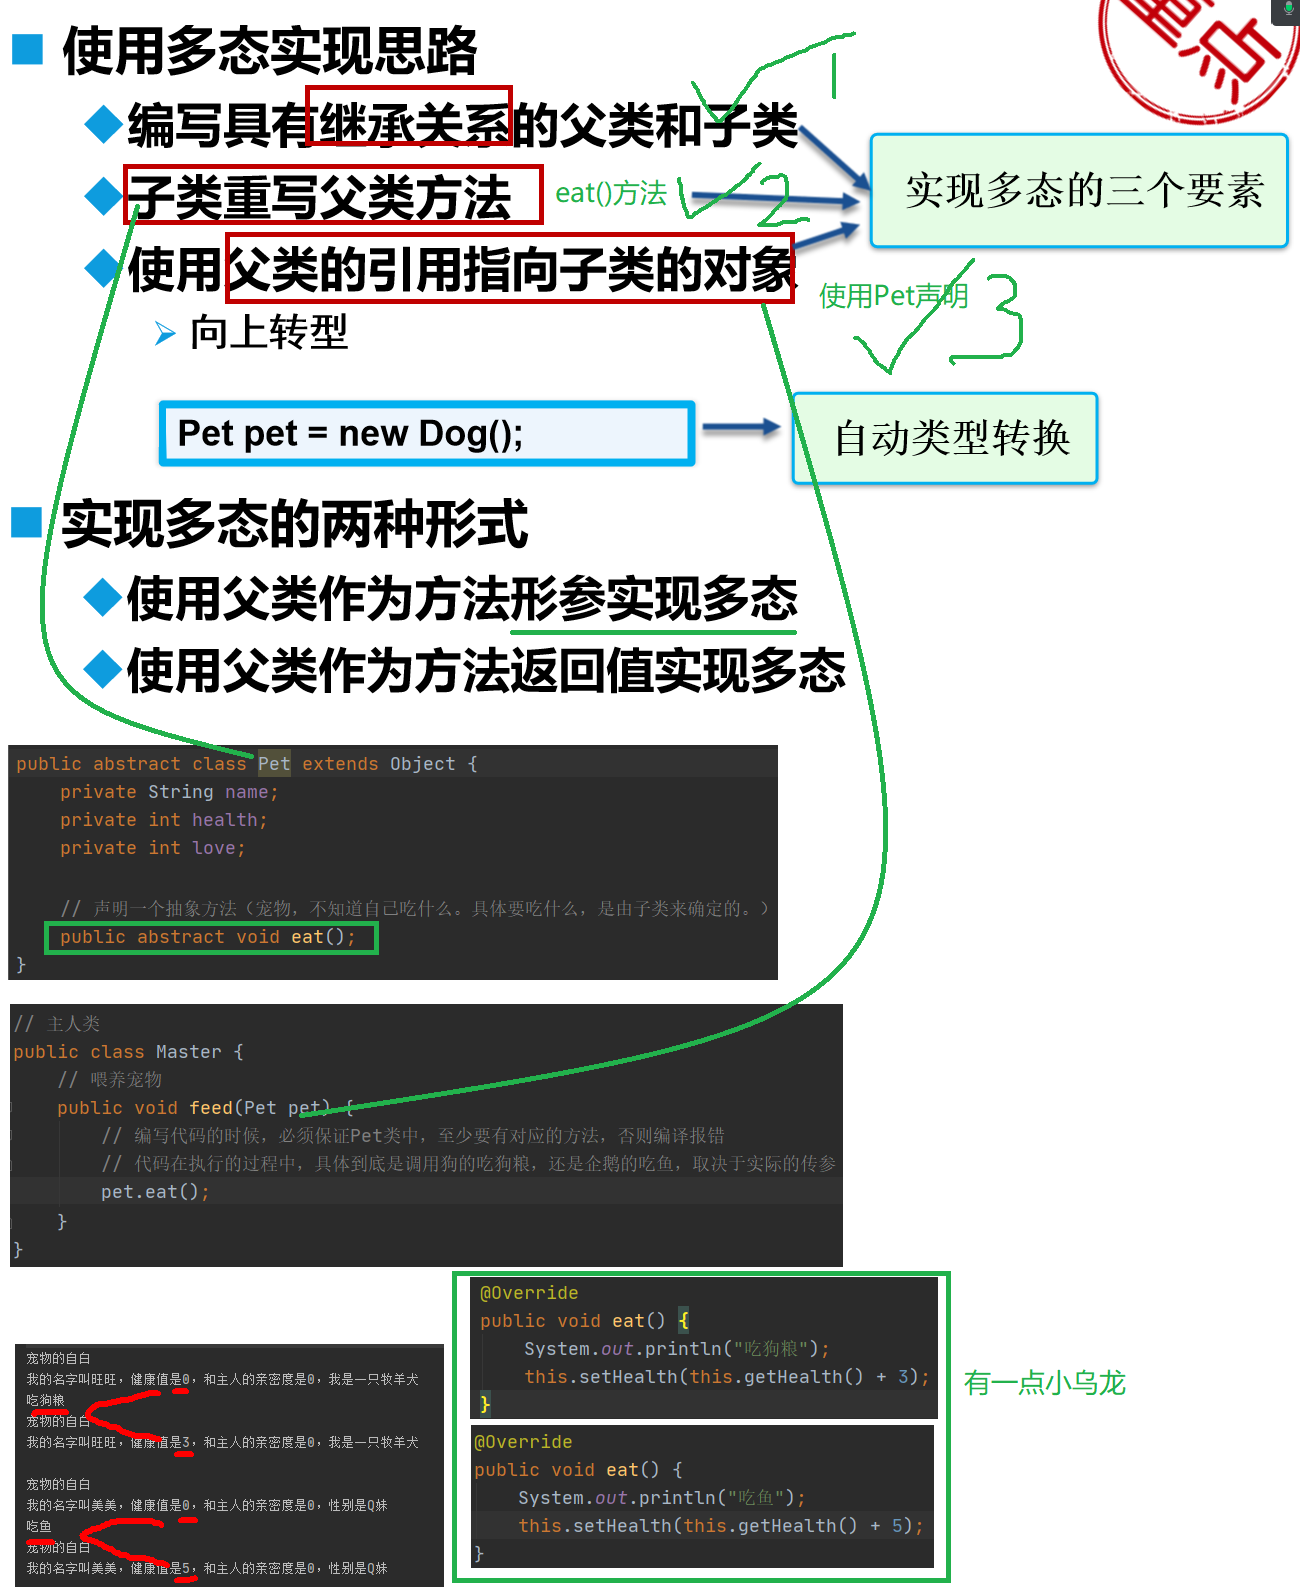 重点
使用多态实现思路
编写具有继承关系的父类和子类
1
子类重写父类方法
eat()方法
2
实现多态的三个要素
使用父类的引用指向子类的对象
使用Pet声明
3
向上转型
Pet pet = new Dog();
自动类型转换
实现多态的两种形式
使用父类作为方法形参实现多态
使用父类作为方法返回值实现多态
public abstract class Pet extends Object {
private String name;
private int health;
private int love;
// 声明一个抽象方法（宠物，不知道自己吃什么。具体要吃什么，是由子类来确定的。）
public abstract void eat();
}
// 主人类
public class Master {
// 喂养宠物
public void feed(Pet pet) {
// 编写代码的时候，必须保证Pet类中，至少要有对应的方法，否则编译报错
// 代码在执行的过程中，具体到底是调用狗的吃狗粮，还是企鹅的吃鱼，取决于实际的传参
pet.eat();
}
}
@Override
public void eat() {
System.out.println("吃狗粮");
this.setHealth(this.getHealth() + 3);
}
有一点小乌龙
@Override
public void eat() {
System.out.println("吃鱼");
this.setHealth(this.getHealth() + 5);
}
宠物的自白
我的名字叫旺旺，健康值是0，和主人的亲密度是0，我是一只牧羊犬
吃狗粮
宠物的自白
我的名字叫旺旺，健康值是3，和主人的亲密度是0，我是一只牧羊犬
宠物的自白
我的名字叫美美，健康值是0，和主人的亲密度是0，性别是Q妹
吃鱼
宠物的自白
我的名字叫美美，健康值是5，和主人的亲密度是0，性别是Q妹